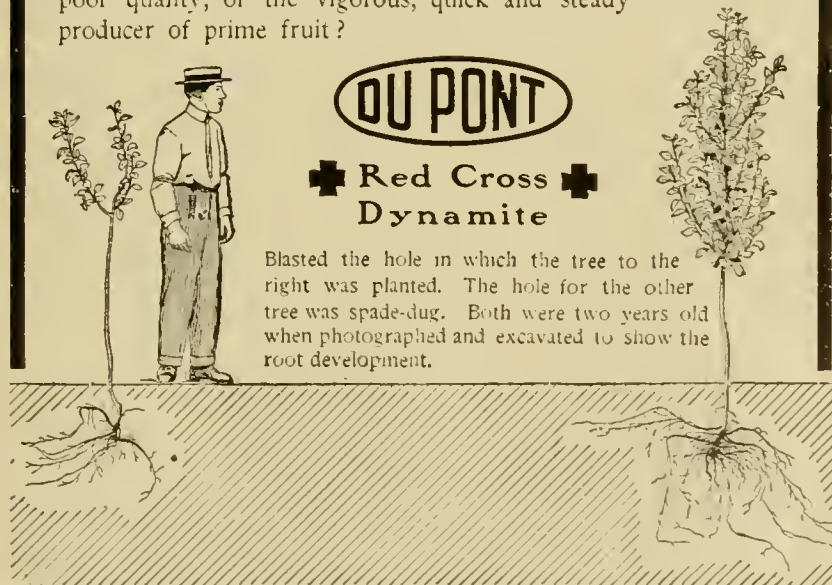 poor quality, or the vigorous, quick and steady
producer of prime fruit?
DU PONT
Red Cross
Dynamite
Blasted the hole in which the tree to the
right was planted. The hole for the other
tree was spade-dug. Both were two years old
when photographed and excavated to show the
root development.